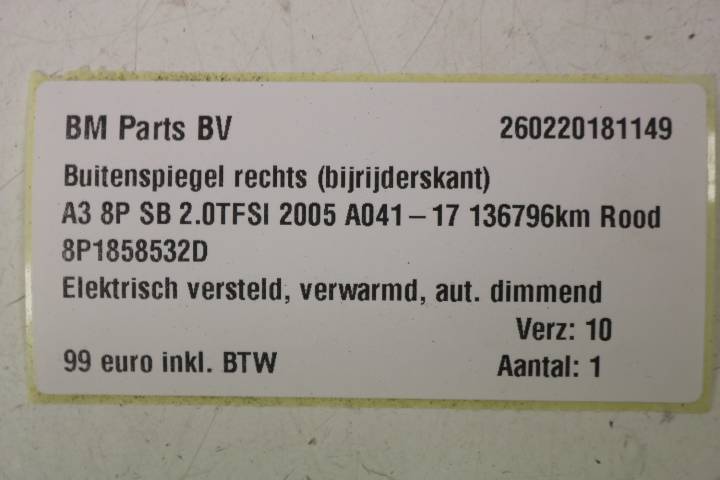 BM Parts BV 260220181149
Buitenspiegel rechts (bijrijderskant)
A3 8P SB 2.0TFSI 2005 A041-17 136796km Rood
8P1858532D
Elektrisch versteld, verwarmd, aut. dimmend
Verz: 10
99 euro inkl. BTW Aantal: 1